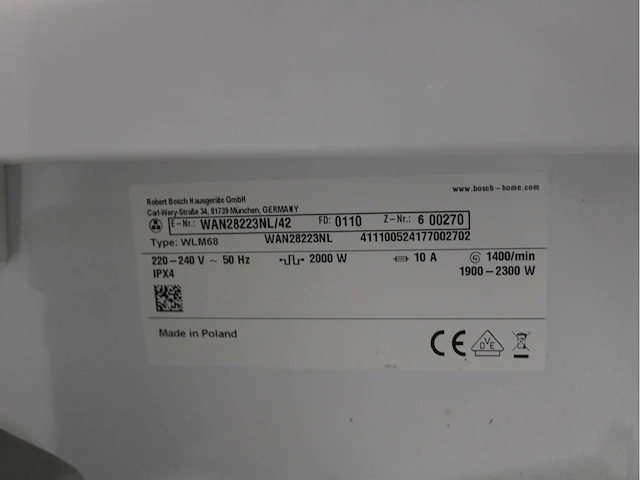 Robert Bosch Hausgeräte GmbH
Carl-Wery-Straße 34, 81739 München, GERMANY
www.bosch-home.com
E-Nr.: WAN28223NL/42 FD: 0110 Z-Nr.: 6 00270
Type: WLM68 WAN28223NL 411100524177002702
220-240 V ~ 50 Hz 2000 W 10 A 1400/min
IPX4 1900-2300 W
Made in Poland
CE DVE